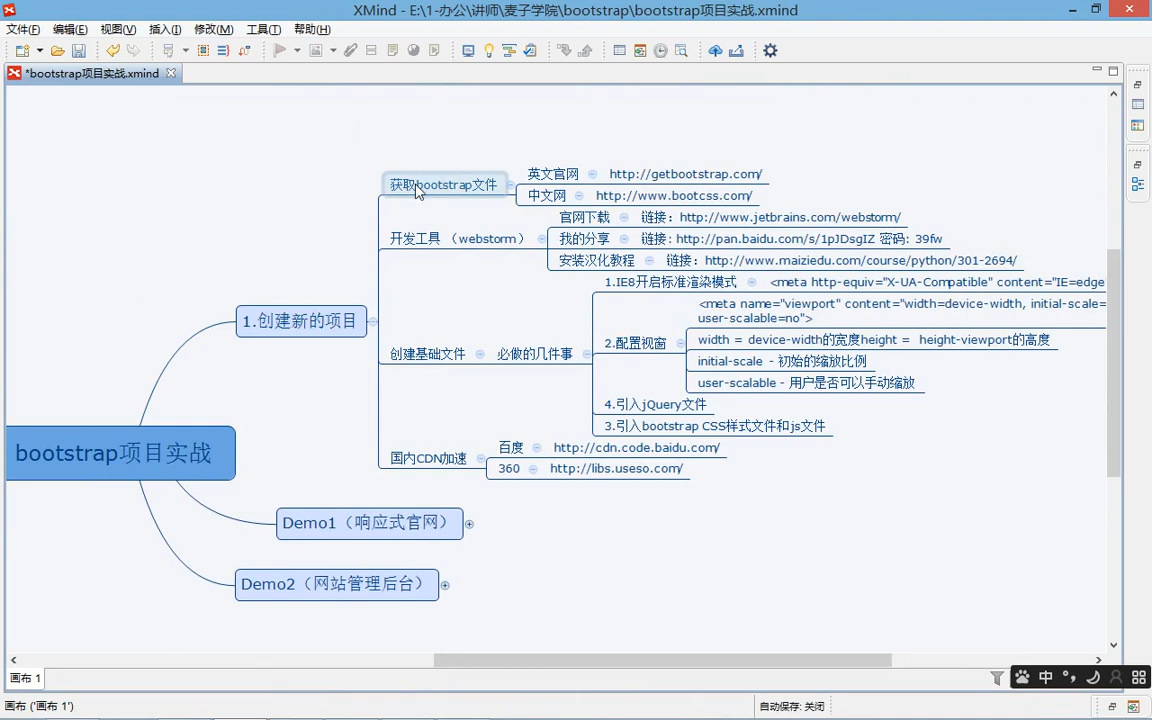 XMind - E:\1-办公\讲师\麦子学院\bootstrap\bootstrap项目实战.xmind
文件(F) 编辑(E) 视图(V) 插入(I) 修改(M) 工具(T) 帮助(H)
*bootstrap项目实战.xmind
获取bootstrap文件
英文官网 http://getbootstrap.com/
中文网 http://www.bootcss.com/
开发工具 （webstorm）
官网下载 链接：http://www.jetbrains.com/webstorm/
我的分享 链接: http://pan.baidu.com/s/1pJDsgIZ 密码: 39fw
安装汉化教程 链接：http://www.maiziedu.com/course/python/301-2694/
1.创建新的项目
创建基础文件
必做的几件事
1.IE8开启标准渲染模式 <meta http-equiv="X-UA-Compatible" content="IE=edge
2.配置视窗
<meta name="viewport" content="width=device-width, initial-scale=
user-scalable=no">
width = device-width的宽度height = height-viewport的高度
initial-scale - 初始的缩放比例
user-scalable - 用户是否可以手动缩放
4.引入jQuery文件
3.引入bootstrap CSS样式文件和js文件
国内CDN加速
百度 http://cdn.code.baidu.com/
360 http://libs.useso.com/
bootstrap项目实战
Demo1（响应式官网）
Demo2（网站管理后台）
画布 1
中
画布 ('画布 1')
自动保存: 关闭